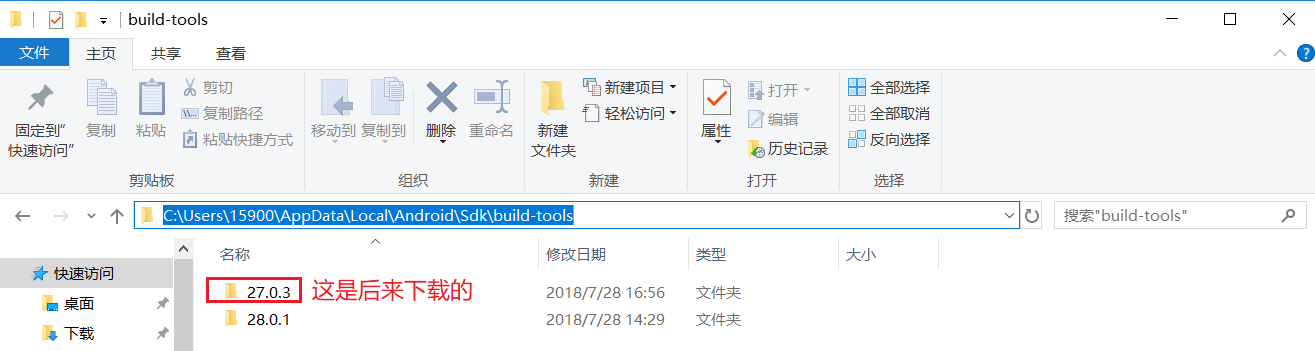 build-tools
文件 主页 共享 查看
固定到"快速访问"
复制
粘贴
剪切
复制路径
粘贴快捷方式
剪贴板
移动到
复制到
删除
重命名
组织
新建文件夹
新建项目
轻松访问
新建
属性
打开
编辑
历史记录
打开
全部选择
全部取消
反向选择
选择
C:\Users\15900\AppData\Local\Android\Sdk\build-tools
搜索"build-tools"
快速访问
桌面
下载
名称 修改日期 类型 大小
27.0.3 这是后来下载的 2018/7/28 16:56 文件夹
28.0.1 2018/7/28 14:29 文件夹